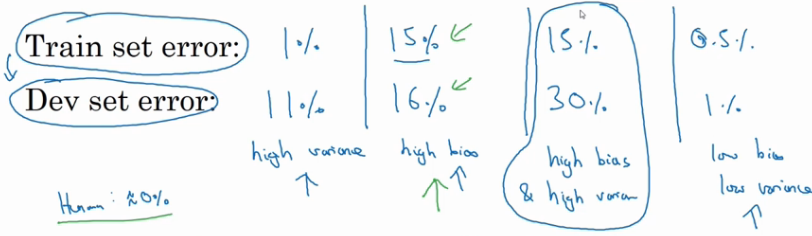 Train set error: 1% 15% 15% 0.5%
Dev set error: 11% 16% 30% 1%
high variance high bias high bias low bias
& high varian low variance
Human: ≈0%